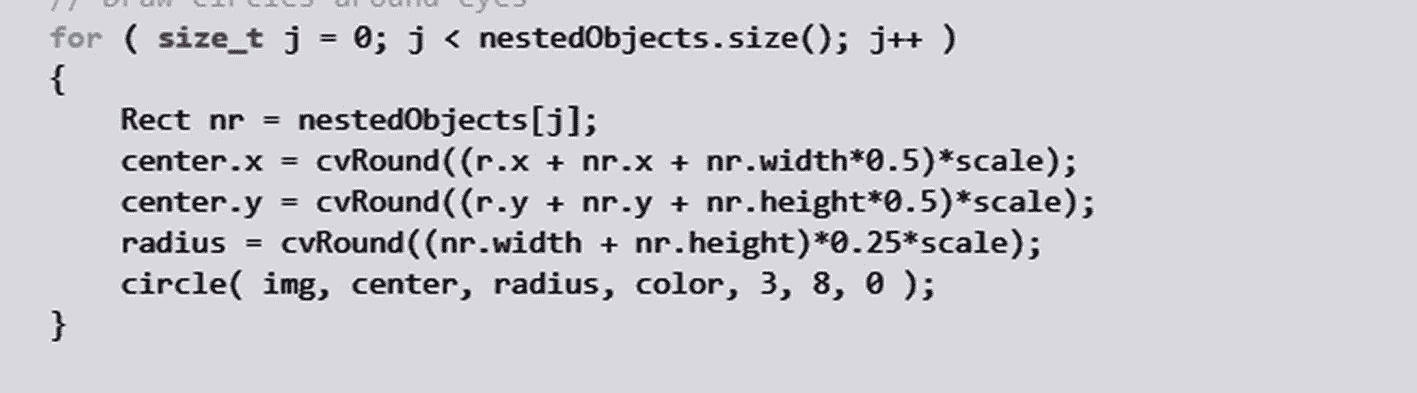 // Draw circles around eyes
for ( size_t j = 0; j < nestedObjects.size(); j++ )
{
    Rect nr = nestedObjects[j];
    center.x = cvRound((r.x + nr.x + nr.width*0.5)*scale);
    center.y = cvRound((r.y + nr.y + nr.height*0.5)*scale);
    radius = cvRound((nr.width + nr.height)*0.25*scale);
    circle( img, center, radius, color, 3, 8, 0 );
}